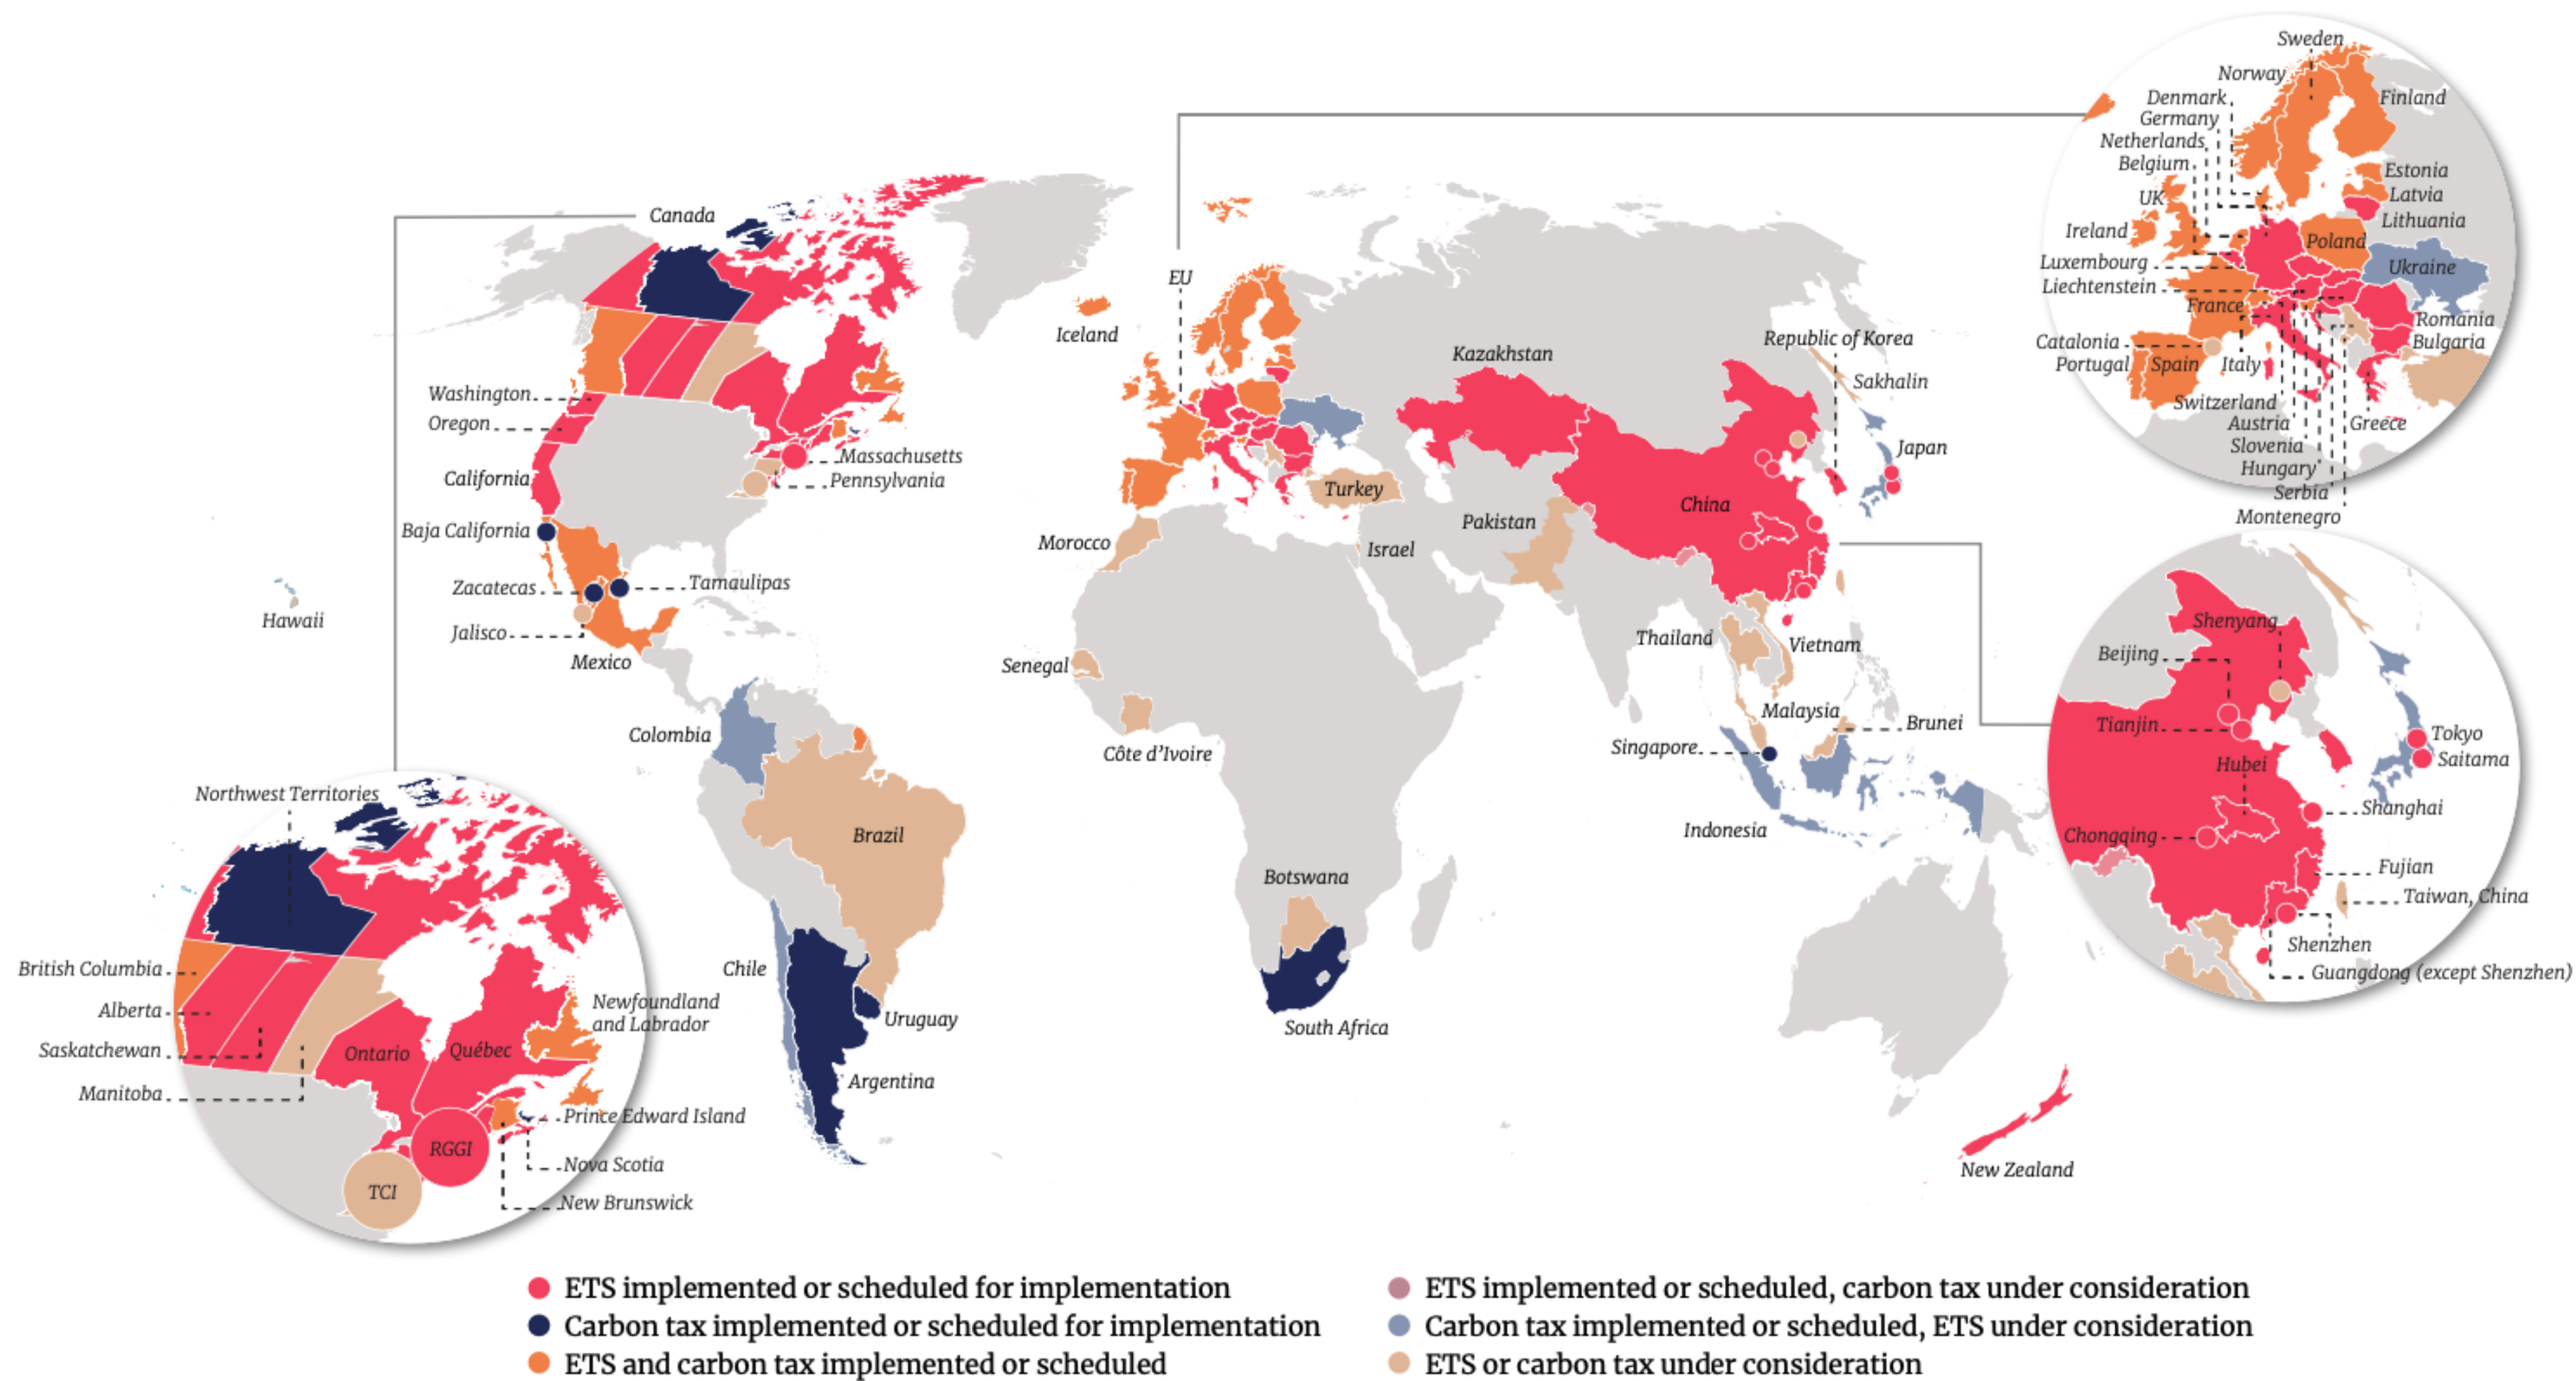 Canada
Washington
Oregon
California
Massachusetts
Pennsylvania
Baja California
Zacatecas
Tamaulipas
Jalisco
Mexico
Hawaii
Colombia
Brazil
Chile
Uruguay
Argentina
Northwest Territories
British Columbia
Alberta
Saskatchewan
Manitoba
Ontario
Québec
Newfoundland
and Labrador
Prince Edward Island
Nova Scotia
New Brunswick
RGGI
TCI
EU
Iceland
Kazakhstan
Republic of Korea
Sakhalin
Japan
China
Turkey
Morocco
Israel
Pakistan
Senegal
Côte d'Ivoire
Thailand
Vietnam
Malaysia
Brunei
Singapore
Indonesia
Botswana
South Africa
New Zealand
Sweden
Norway
Denmark
Germany
Netherlands
Belgium
UK
Ireland
Luxembourg
Liechtenstein
France
Catalonia
Portugal
Spain
Italy
Switzerland
Austria
Slovenia
Hungary
Serbia
Montenegro
Greece
Finland
Estonia
Latvia
Lithuania
Poland
Ukraine
Romania
Bulgaria
Shenyang
Beijing
Tianjin
Hubei
Chongqing
Tokyo
Saitama
Shanghai
Fujian
Taiwan, China
Shenzhen
Guangdong (except Shenzhen)
ETS implemented or scheduled for implementation
Carbon tax implemented or scheduled for implementation
ETS and carbon tax implemented or scheduled
ETS implemented or scheduled, carbon tax under consideration
Carbon tax implemented or scheduled, ETS under consideration
ETS or carbon tax under consideration